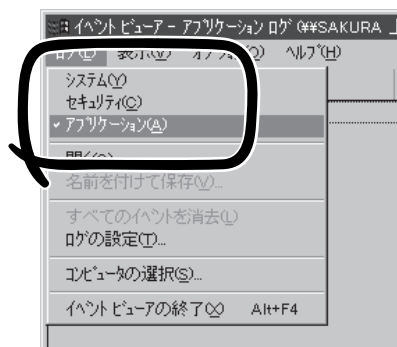 イベント ビューアー - アプリケーション ログ (¥¥SAKURA
ログ(L) 表示(V) オプション(O) ヘルプ(H)
システム(Y)
セキュリティ(C)
アプリケーション(A)
開く(O)...
名前を付けて保存(V)...
すべてのイベントを消去(L)
ログの設定(T)...
コンピュータの選択(S)...
イベント ビューアの終了(X) Alt+F4